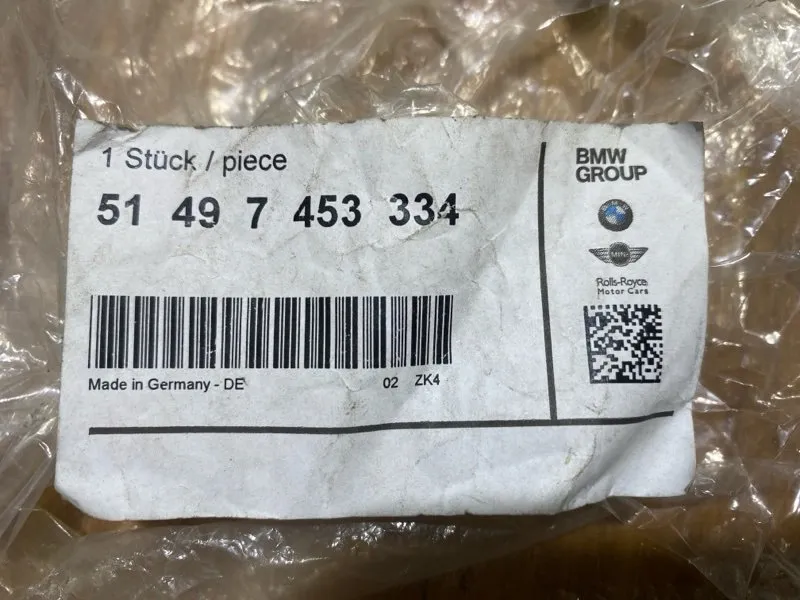 1 Stück / piece
51 49 7 453 334
Made in Germany - DE
02 ZK4
BMW
GROUP
MINI
Rolls-Royce
Motor Cars